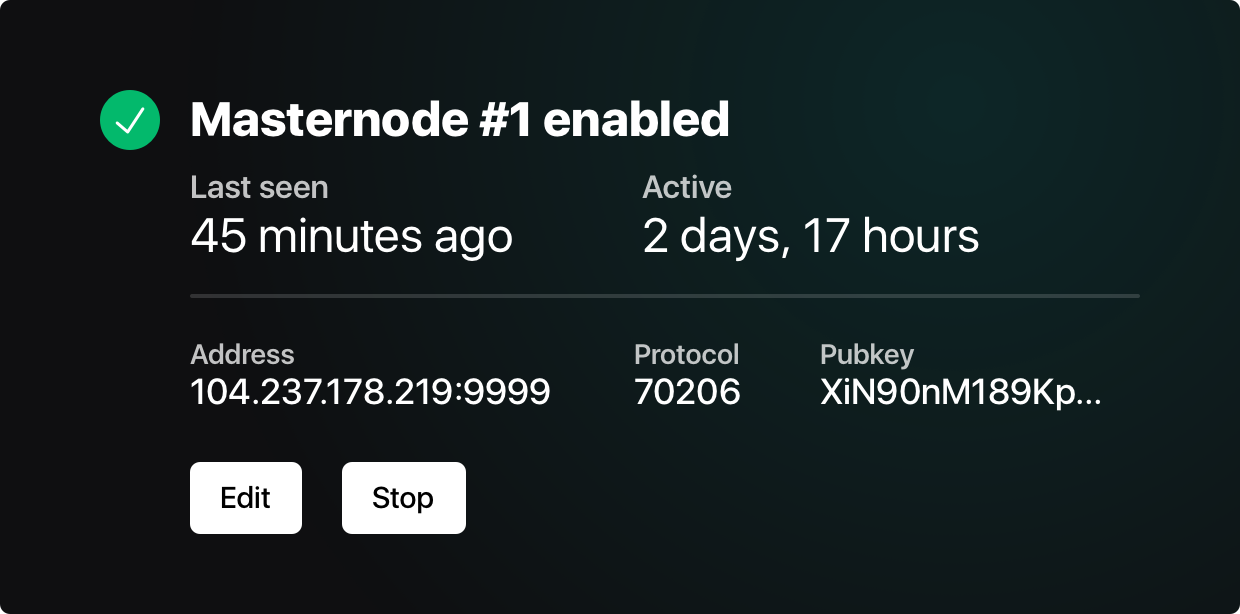 Masternode #1 enabled
Last seen
45 minutes ago
Active
2 days, 17 hours
Address
104.237.178.219:9999
Protocol
70206
Pubkey
XiN90nM189Kp...
Edit
Stop